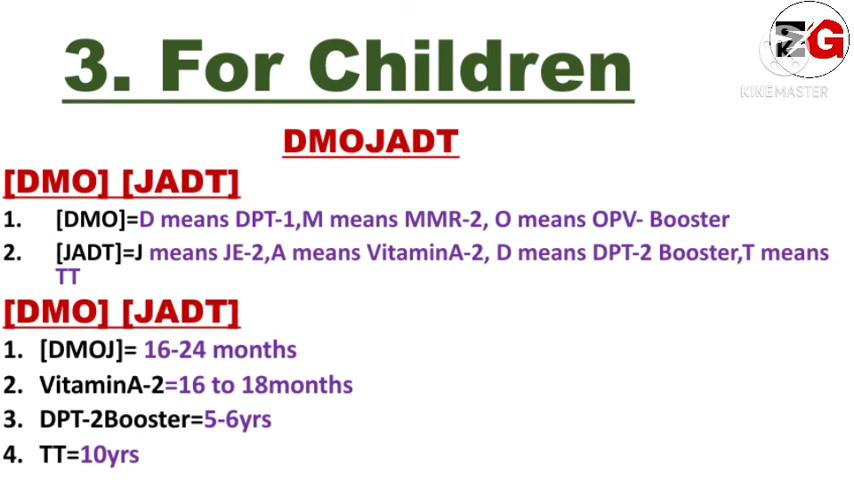 3. For Children
KINEMASTER
DMOJADT
[DMO] [JADT]
1. [DMO]=D means DPT-1,M means MMR-2, O means OPV- Booster
2. [JADT]=J means JE-2,A means VitaminA-2, D means DPT-2 Booster,T means
TT
[DMO] [JADT]
1. [DMOJ]= 16-24 months
2. VitaminA-2=16 to 18months
3. DPT-2Booster=5-6yrs
4. TT=10yrs